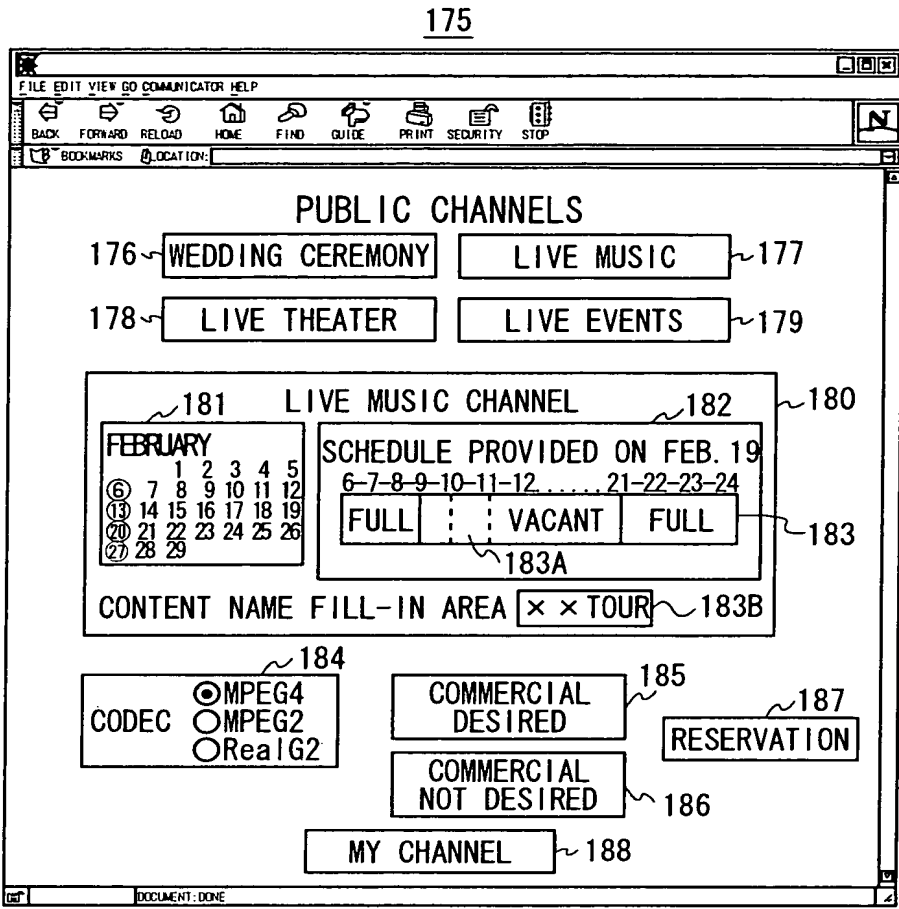 175
FILE EDIT VIEW GO COMMUNICATOR HELP
BACK FORWARD RELOAD HOME FIND GUIDE PRINT SECURITY STOP
N
BOOKMARKS LOCATION:
PUBLIC CHANNELS
176 WEDDING CEREMONY LIVE MUSIC 177
178 LIVE THEATER LIVE EVENTS 179
180
LIVE MUSIC CHANNEL
181 182
FEBRUARY
1 2 3 4 5
6 7 8 9 10 11 12
13 14 15 16 17 18 19
20 21 22 23 24 25 26
27 28 29
SCHEDULE PROVIDED ON FEB. 19
6-7-8-9-10-11-12......21-22-23-24
FULL VACANT FULL 183
183A
CONTENT NAME FILL-IN AREA ××TOUR 183B
184
CODEC
MPEG4
MPEG2
RealG2
COMMERCIAL DESIRED 185
COMMERCIAL NOT DESIRED 186
187
RESERVATION
MY CHANNEL 188
DOCUMENT:DONE